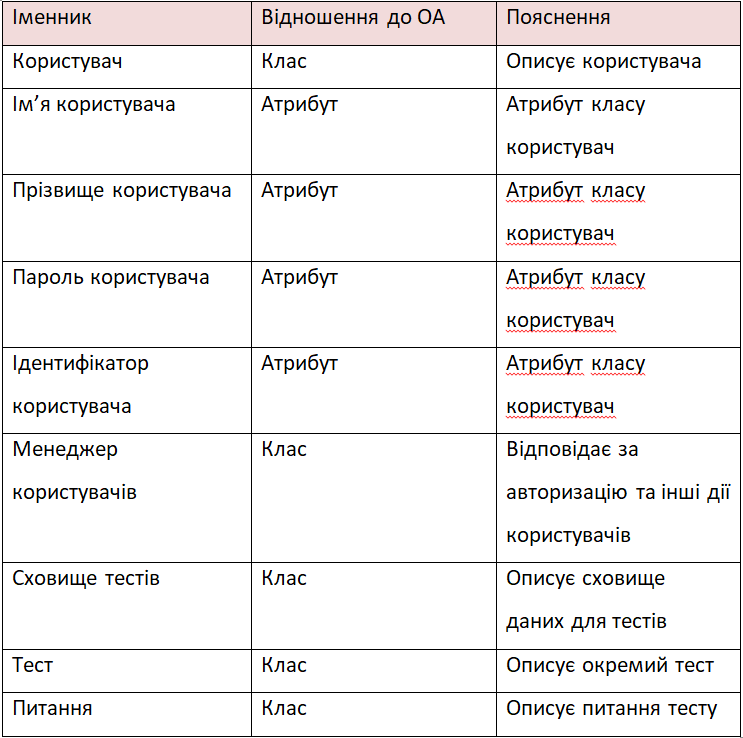 Іменник Відношення до ОА Пояснення
Користувач Клас Описує користувача
Ім’я користувача Атрибут Атрибут класу
користувач
Прізвище користувача Атрибут Атрибут класу
користувач
Пароль користувача Атрибут Атрибут класу
користувач
Ідентифікатор Атрибут Атрибут класу
користувача користувач
Менеджер Клас Відповідає за
користувачів авторизацію та інші дії
користувачів
Сховище тестів Клас Описує сховище
даних для тестів
Тест Клас Описує окремий тест
Питання Клас Описує питання тесту